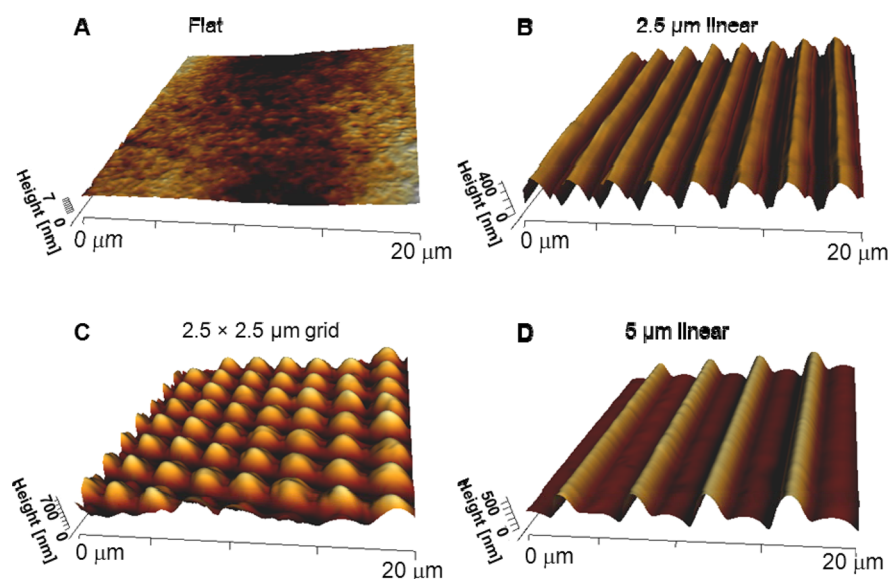 A Flat
B 2.5 µm linear
Height [nm]
7
0
0 µm
20 µm
Height [nm]
400
0
0 µm
20 µm
C 2.5 × 2.5 µm grid
D 5 µm linear
Height [nm]
700
0
0 µm
20 µm
Height [nm]
500
0
0 µm
20 µm